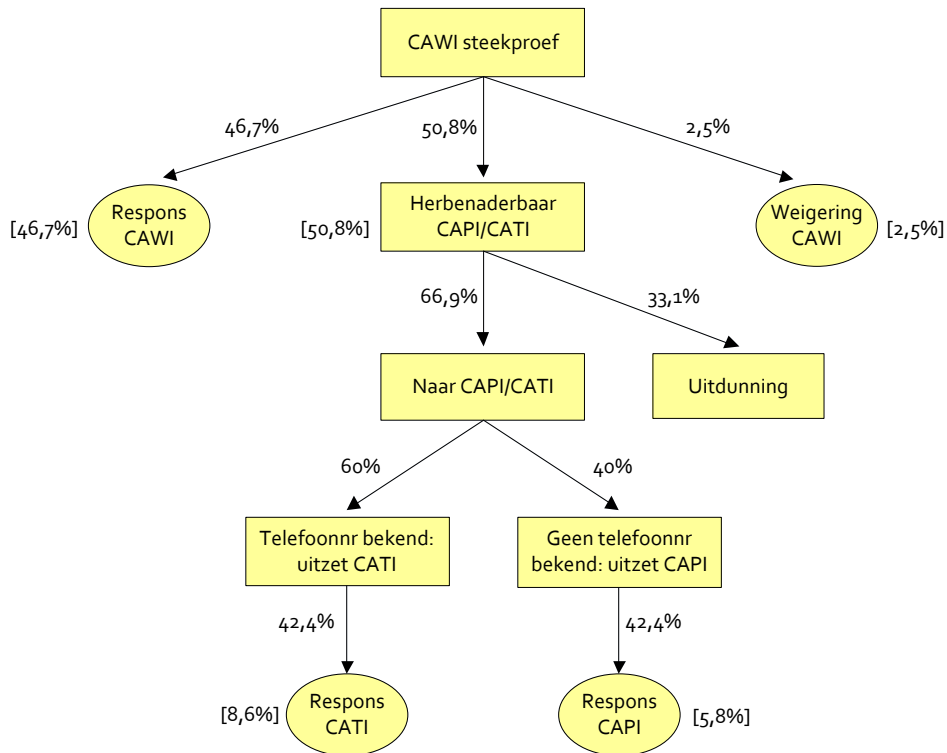 CAWI steekproef
46,7%
50,8%
2,5%
[46,7%]
Respons
CAWI
[50,8%]
Herbenaderbaar
CAPI/CATI
Weigering
CAWI
[2,5%]
66,9%
33,1%
Naar CAPI/CATI
Uitdunning
60%
40%
Telefoonnr bekend:
uitzet CATI
Geen telefoonnr
bekend: uitzet CAPI
42,4%
42,4%
[8,6%]
Respons
CATI
Respons
CAPI
[5,8%]